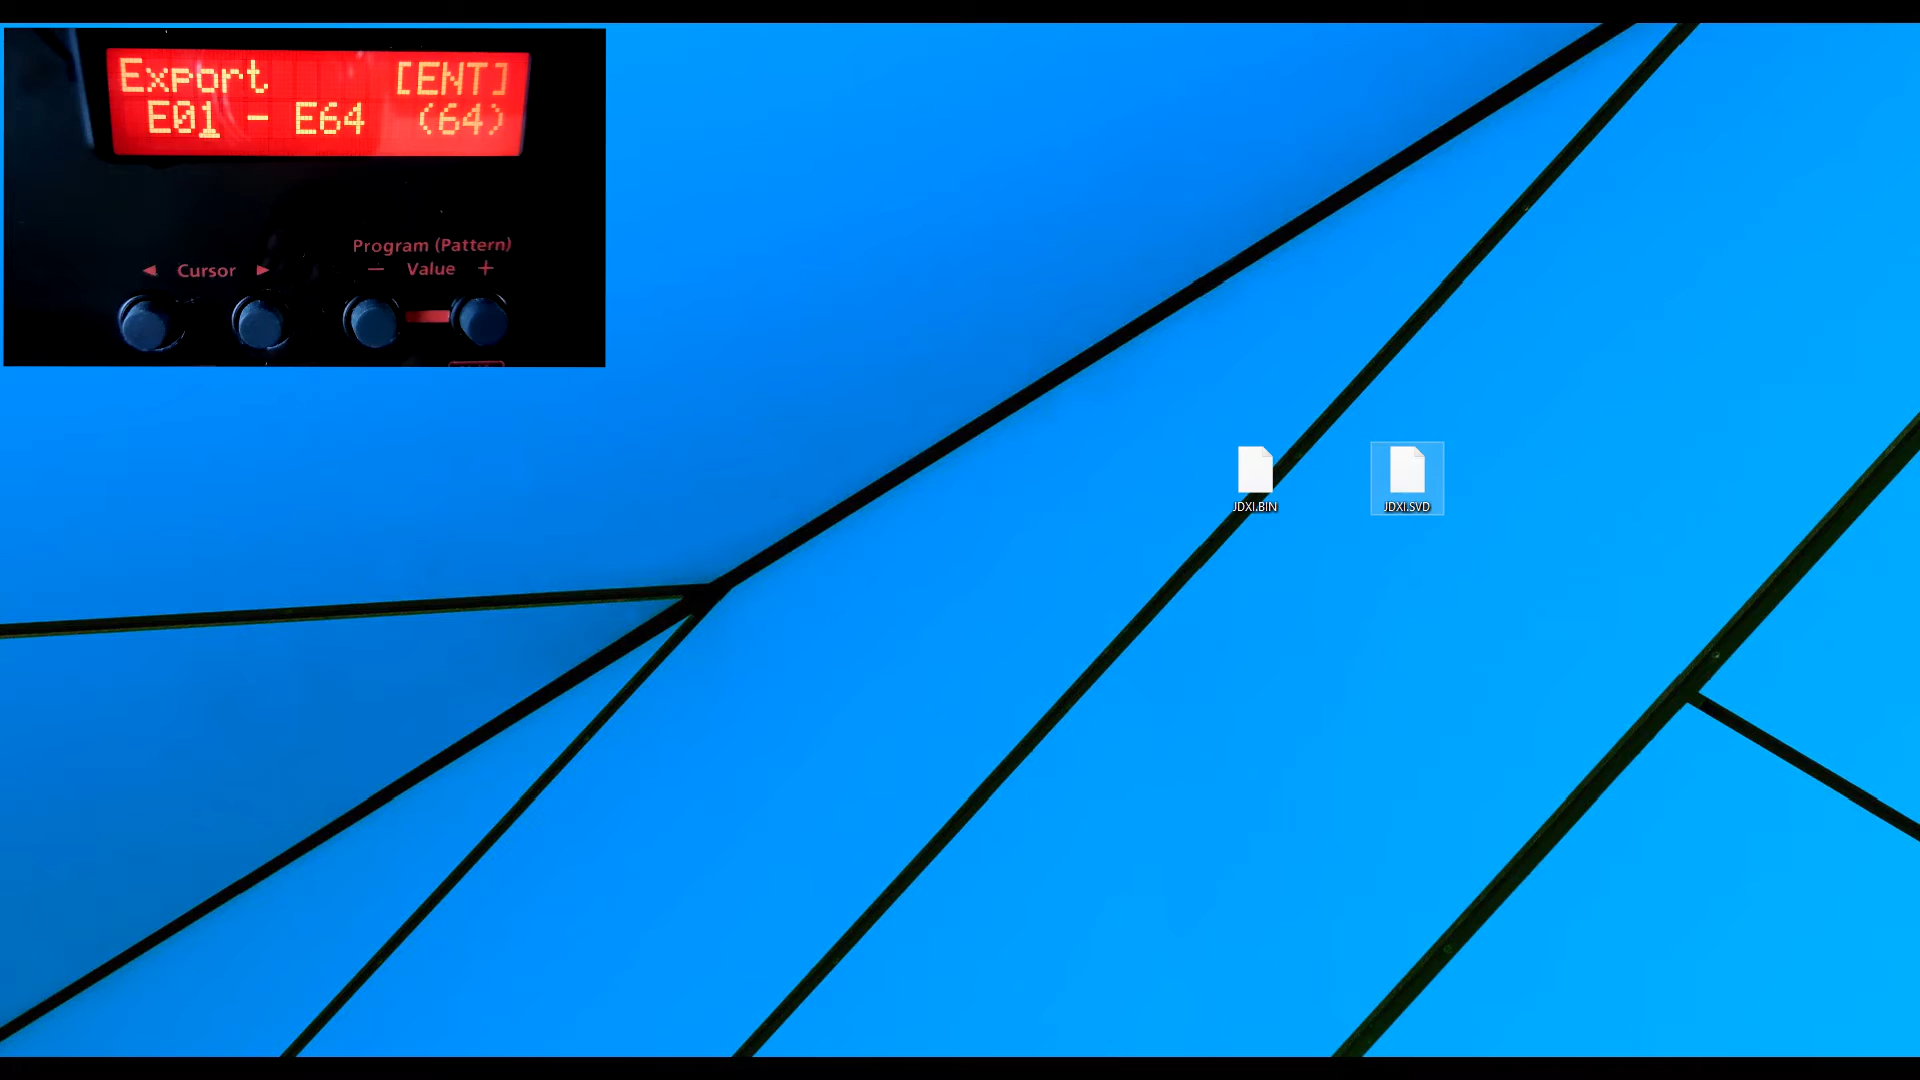 Export [ENT]
E01 - E64 (64)
Program (Pattern)
◄ Cursor ► − Value +
JDXI.BIN
JDXI.SVD